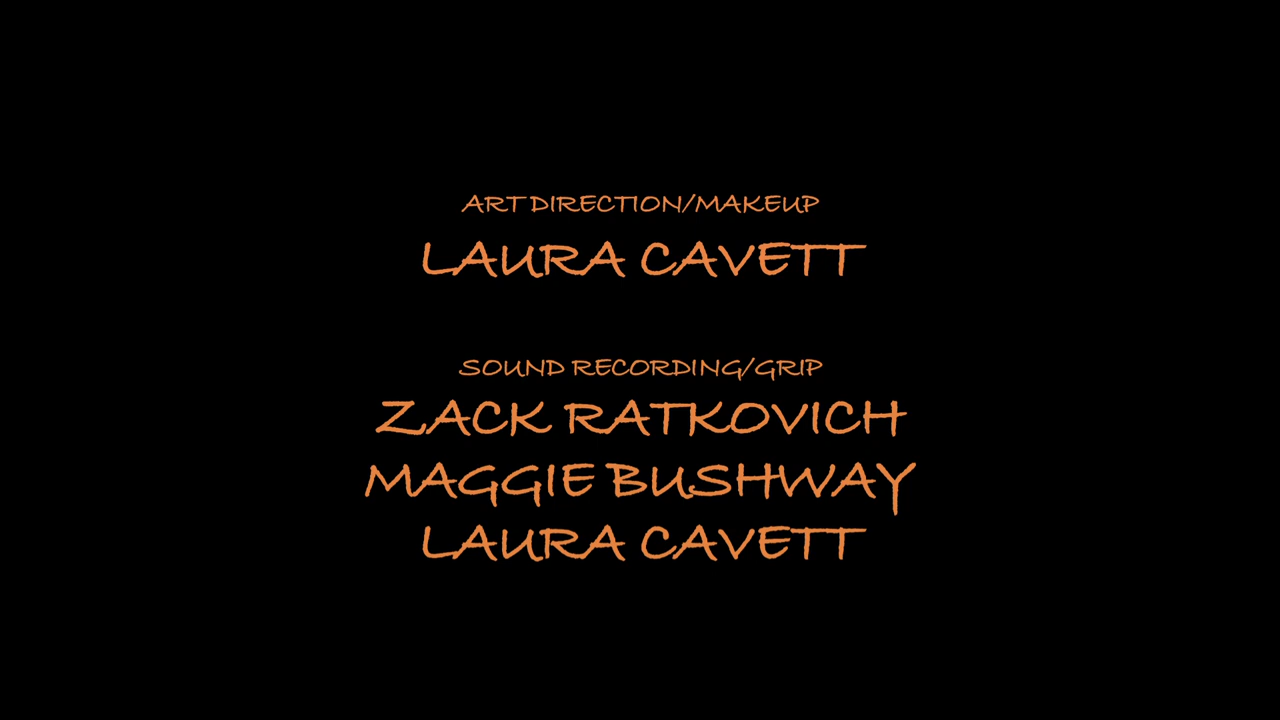 ART DIRECTION/MAKEUP
LAURA CAVETT
SOUND RECORDING/GRIP
ZACK RATKOVICH
MAGGIE BUSHWAY
LAURA CAVETT